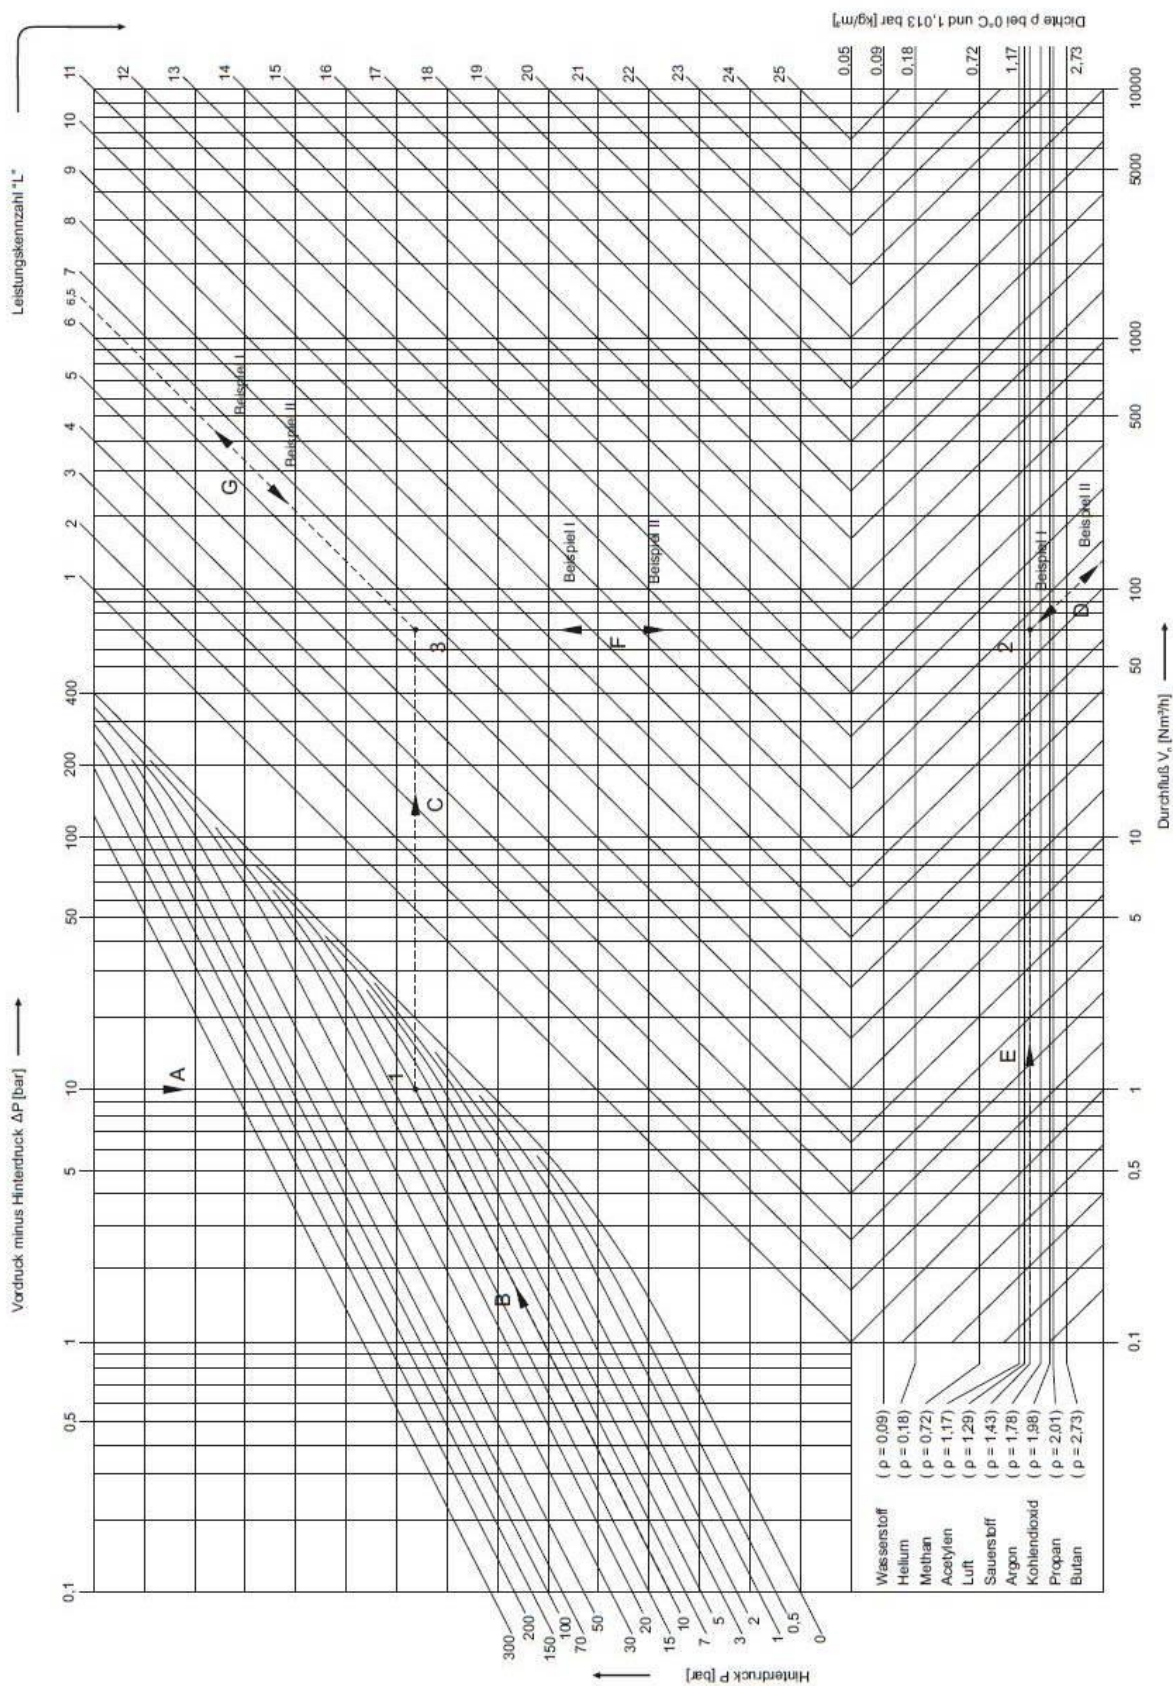 Vordruck minus Hinterdruck ΔP [bar]
Leistungskennzahl "L"
0,1 0,5 1 5 10 50 100 200 400
1 2 3 4 5 6 6,5 7 8 9 10 11
12
13
14
15
16
17
18
19
20
21
22
23
24
25
0,05
0,09
0,18
0,72
1,17
2,73
Dichte ρ bei 0°C und 1,013 bar [kg/m³]
A
G
Beispiel I
Beispiel II
1
C
3
B
F
Beispiel I
Beispiel II
300
200
150
100
70
50
30
20
15
10
7
5
3
2
1
0,5
0
Hinterdruck P [bar]
E
2
D
Beispiel I
Beispiel II
Wasserstoff ( ρ = 0,09)
Helium ( ρ = 0,18)
Methan ( ρ = 0,72)
Acetylen ( ρ = 1,17)
Luft ( ρ = 1,29)
Sauerstoff ( ρ = 1,43)
Argon ( ρ = 1,78)
Kohlendioxid ( ρ = 1,98)
Propan ( ρ = 2,01)
Butan ( ρ = 2,73)
0,1 0,5 1 5 10 50 100 500 1000 5000 10000
Durchfluß Vₙ [Nm³/h]